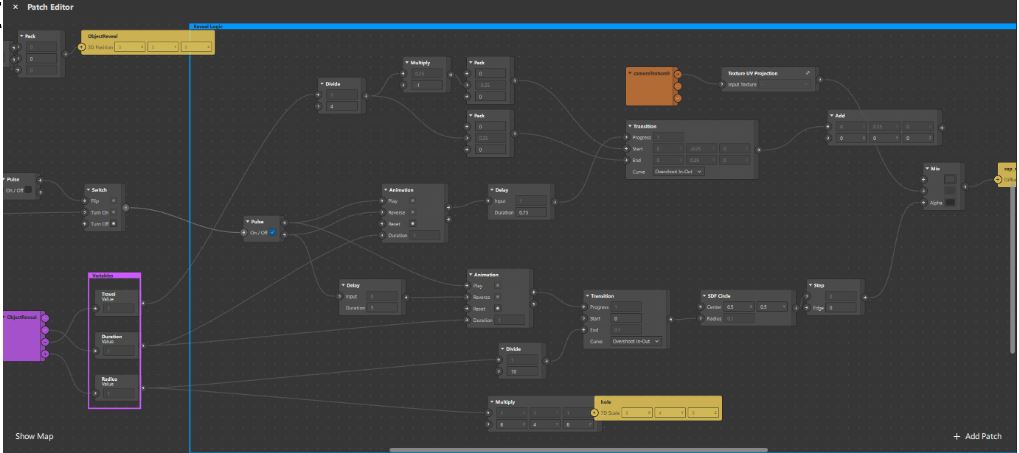 × Patch Editor
Reveal Logic
Pack
0
ObjectReveal
3D Position
Divide
4
Multiply
0.25
-1
Pack
0
-0.25
0
Pack
0
0.25
0
cameraTexture0
Texture UV Projection
Input Texture
Add
0 0.25 0
0 0 0
Transition
Progress
Start 0 -0.25 0
End 0 0.25 0
Curve Overshoot In-Out
Mix
Alpha
Pulse
On / Off
Switch
Flip
Turn On
Turn Off
Pulse
On / Off
Animation
Play
Reverse
Reset
Duration
Delay
Input
Duration 0.75
Variables
Travel
Value
Duration
Value
Radius
Value
ObjectReveal
Delay
Input
Duration
Animation
Play
Reverse
Reset
Duration
Transition
Progress
Start 0
End 0.1
Curve Overshoot In-Out
SDF Circle
Center 0.5 0.5
Radius 0.1
Step
Edge 0
Divide
10
Multiply
6 4 6
hole
3D Scale
Show Map
+ Add Patch